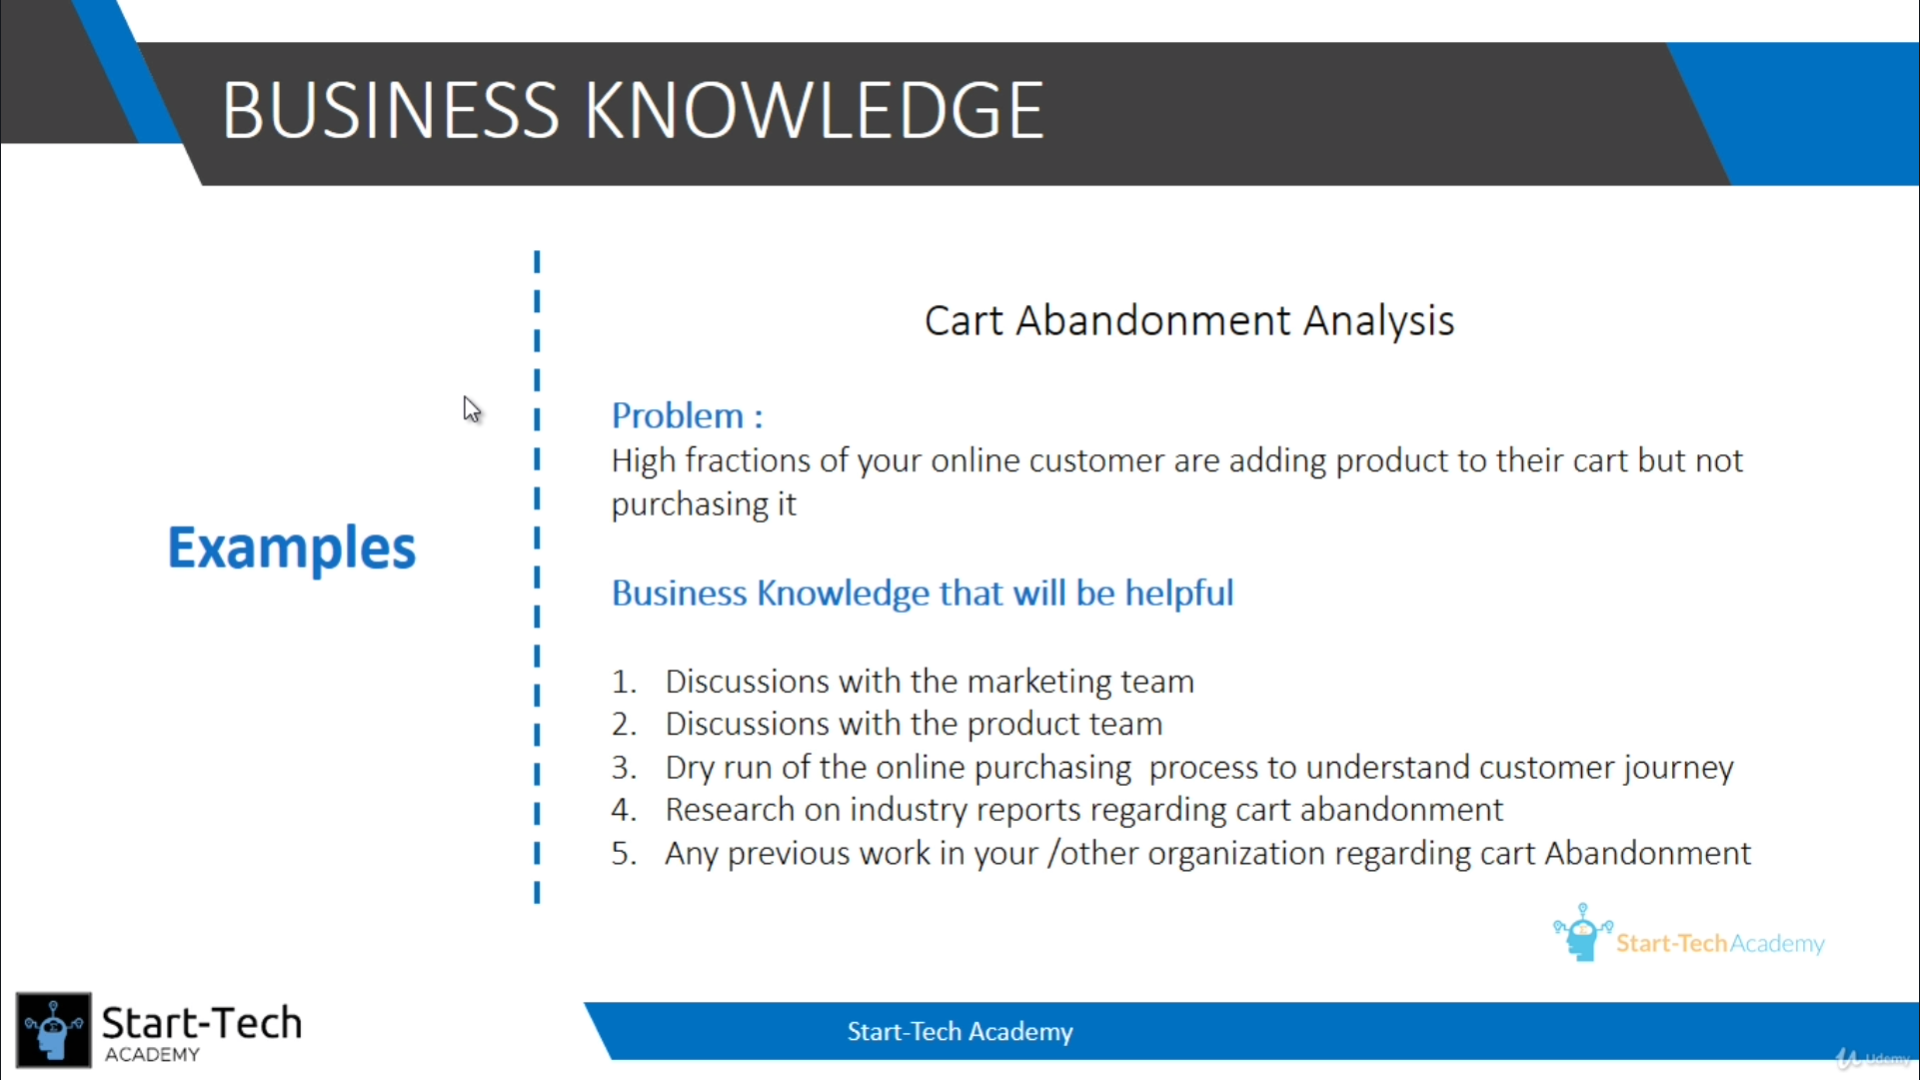 BUSINESS KNOWLEDGE
Examples
Cart Abandonment Analysis
Problem :
High fractions of your online customer are adding product to their cart but not
purchasing it
Business Knowledge that will be helpful
1. Discussions with the marketing team
2. Discussions with the product team
3. Dry run of the online purchasing process to understand customer journey
4. Research on industry reports regarding cart abandonment
5. Any previous work in your /other organization regarding cart Abandonment
Start-TechAcademy
Start-Tech
ACADEMY
Start-Tech Academy
Udemy